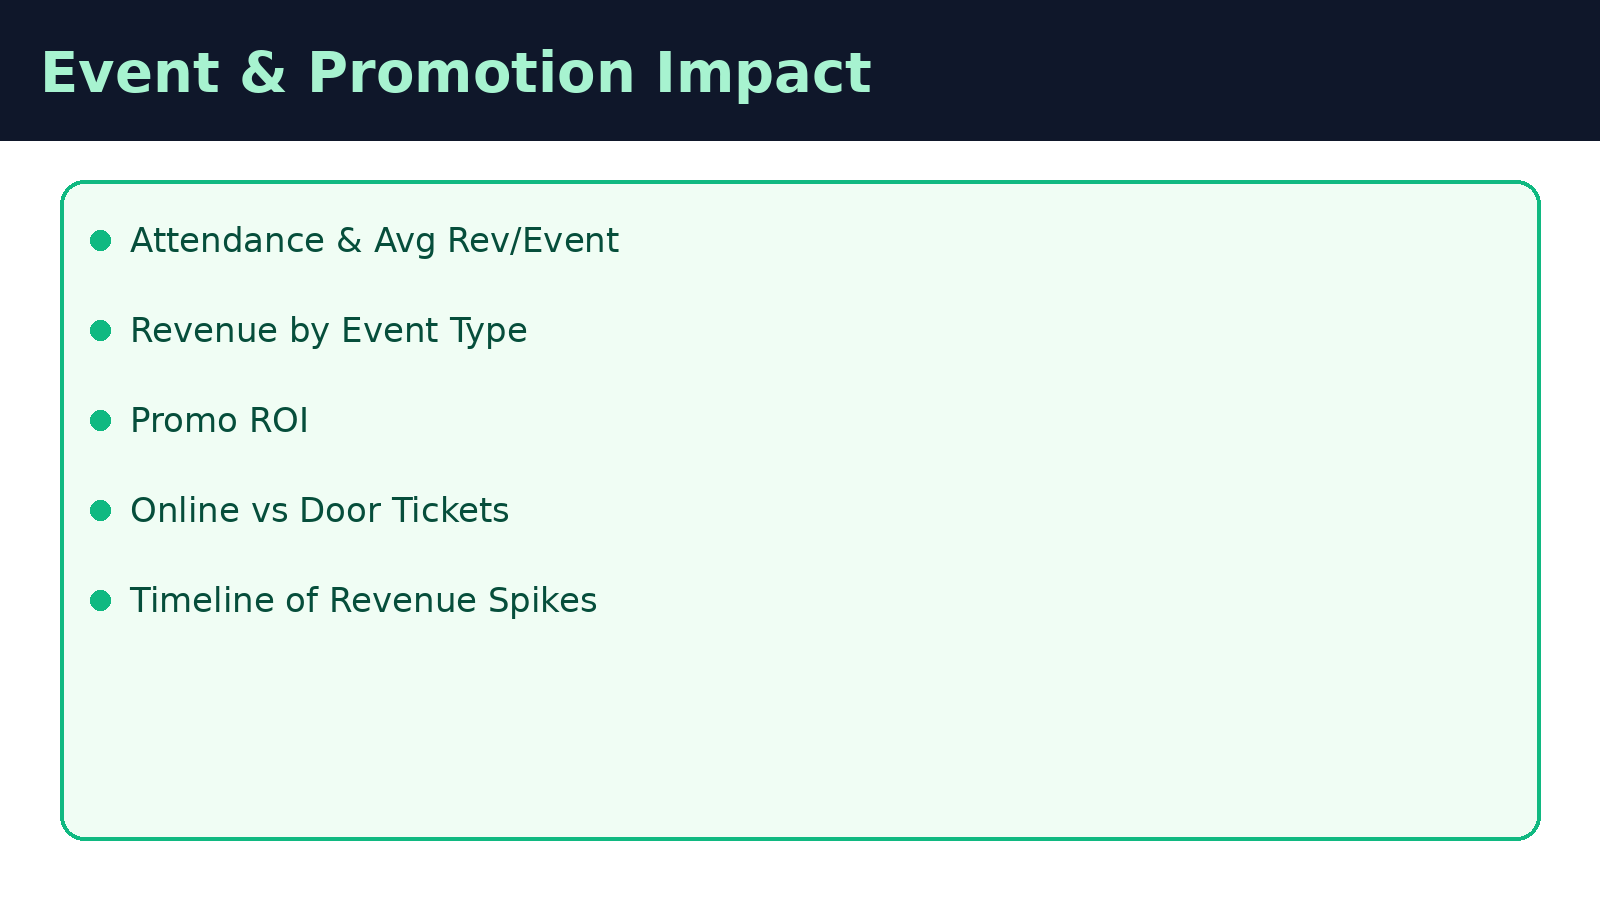 Event & Promotion Impact
Attendance & Avg Rev/Event
Revenue by Event Type
Promo ROI
Online vs Door Tickets
Timeline of Revenue Spikes